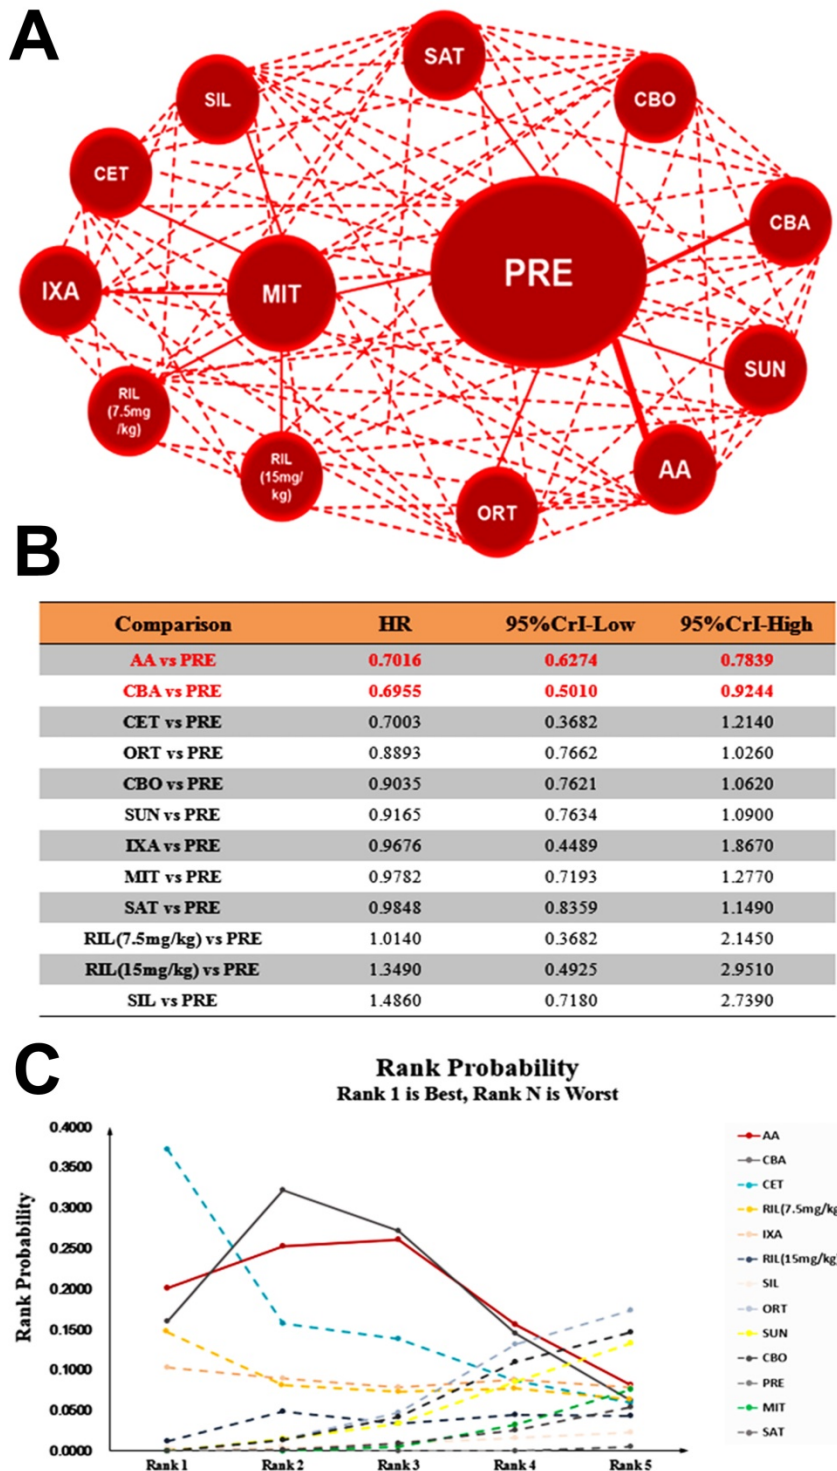 A
SAT
SIL
CBO
CET
CBA
PRE
IXA
MIT
SUN
RIL
(7.5mg
/kg)
RIL
(15mg/
kg)
AA
ORT
B
Comparison HR 95%CrI-Low 95%CrI-High
AA vs PRE 0.7016 0.6274 0.7839
CBA vs PRE 0.6955 0.5010 0.9244
CET vs PRE 0.7003 0.3682 1.2140
ORT vs PRE 0.8893 0.7662 1.0260
CBO vs PRE 0.9035 0.7621 1.0620
SUN vs PRE 0.9165 0.7634 1.0900
IXA vs PRE 0.9676 0.4489 1.8670
MIT vs PRE 0.9782 0.7193 1.2770
SAT vs PRE 0.9848 0.8359 1.1490
RIL(7.5mg/kg) vs PRE 1.0140 0.3682 2.1450
RIL(15mg/kg) vs PRE 1.3490 0.4925 2.9510
SIL vs PRE 1.4860 0.7180 2.7390
C
Rank Probability
Rank 1 is Best, Rank N is Worst
Rank Probability
0.4000
0.3500
0.3000
0.2500
0.2000
0.1500
0.1000
0.0500
0.0000
Rank 1 Rank 2 Rank 3 Rank 4 Rank 5
AA
CBA
CET
RIL(7.5mg/kg
IXA
RIL(15mg/kg)
SIL
ORT
SUN
CBO
PRE
MIT
SAT